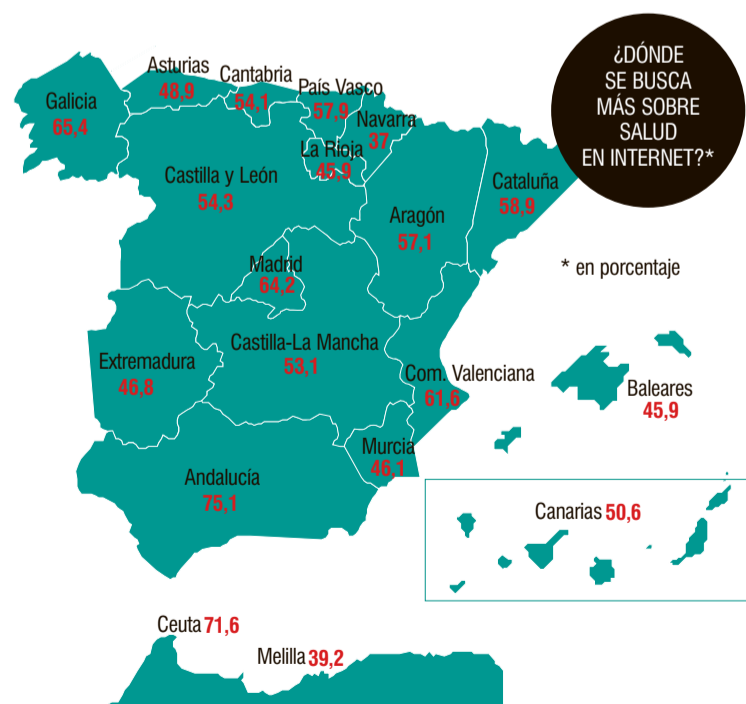 ¿DÓNDE
SE BUSCA
MÁS SOBRE
SALUD
EN INTERNET?*
* en porcentaje
Galicia
65,4
Asturias
48,9
Cantabria
54,1
País Vasco
57,9
Navarra
37
La Rioja
45,9
Castilla y León
54,3
Aragón
57,1
Cataluña
58,9
Madrid
64,2
Castilla-La Mancha
53,1
Extremadura
46,8
Com. Valenciana
61,6
Baleares
45,9
Murcia
46,1
Andalucía
75,1
Canarias 50,6
Ceuta 71,6
Melilla 39,2